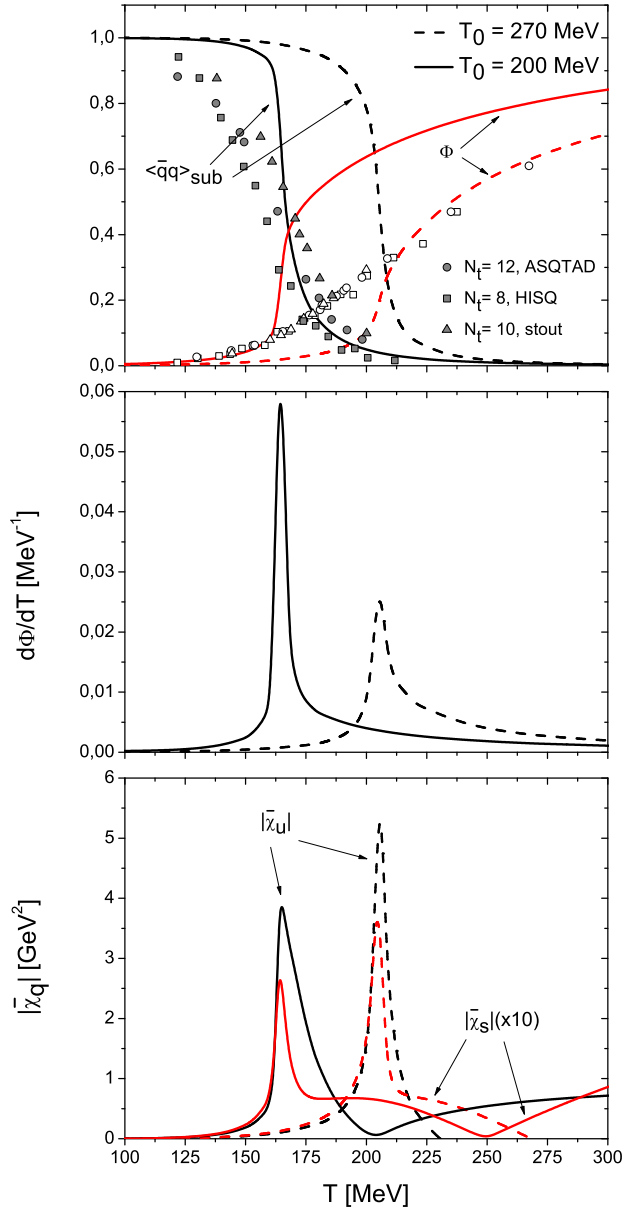 1,0
0,8
0,6
0,4
0,2
0,0
T₀ = 270 MeV
T₀ = 200 MeV
<q̄q>sub
Φ
Nₜ= 12, ASQTAD
Nₜ= 8, HISQ
Nₜ= 10, stout
0,06
0,05
0,04
0,03
0,02
0,01
0,00
dΦ/dT [MeV⁻¹]
6
5
4
3
2
1
0
|χ̄q| [GeV²]
|χ̄u|
|χ̄s|(x10)
100 125 150 175 200 225 250 275 300
T [MeV]